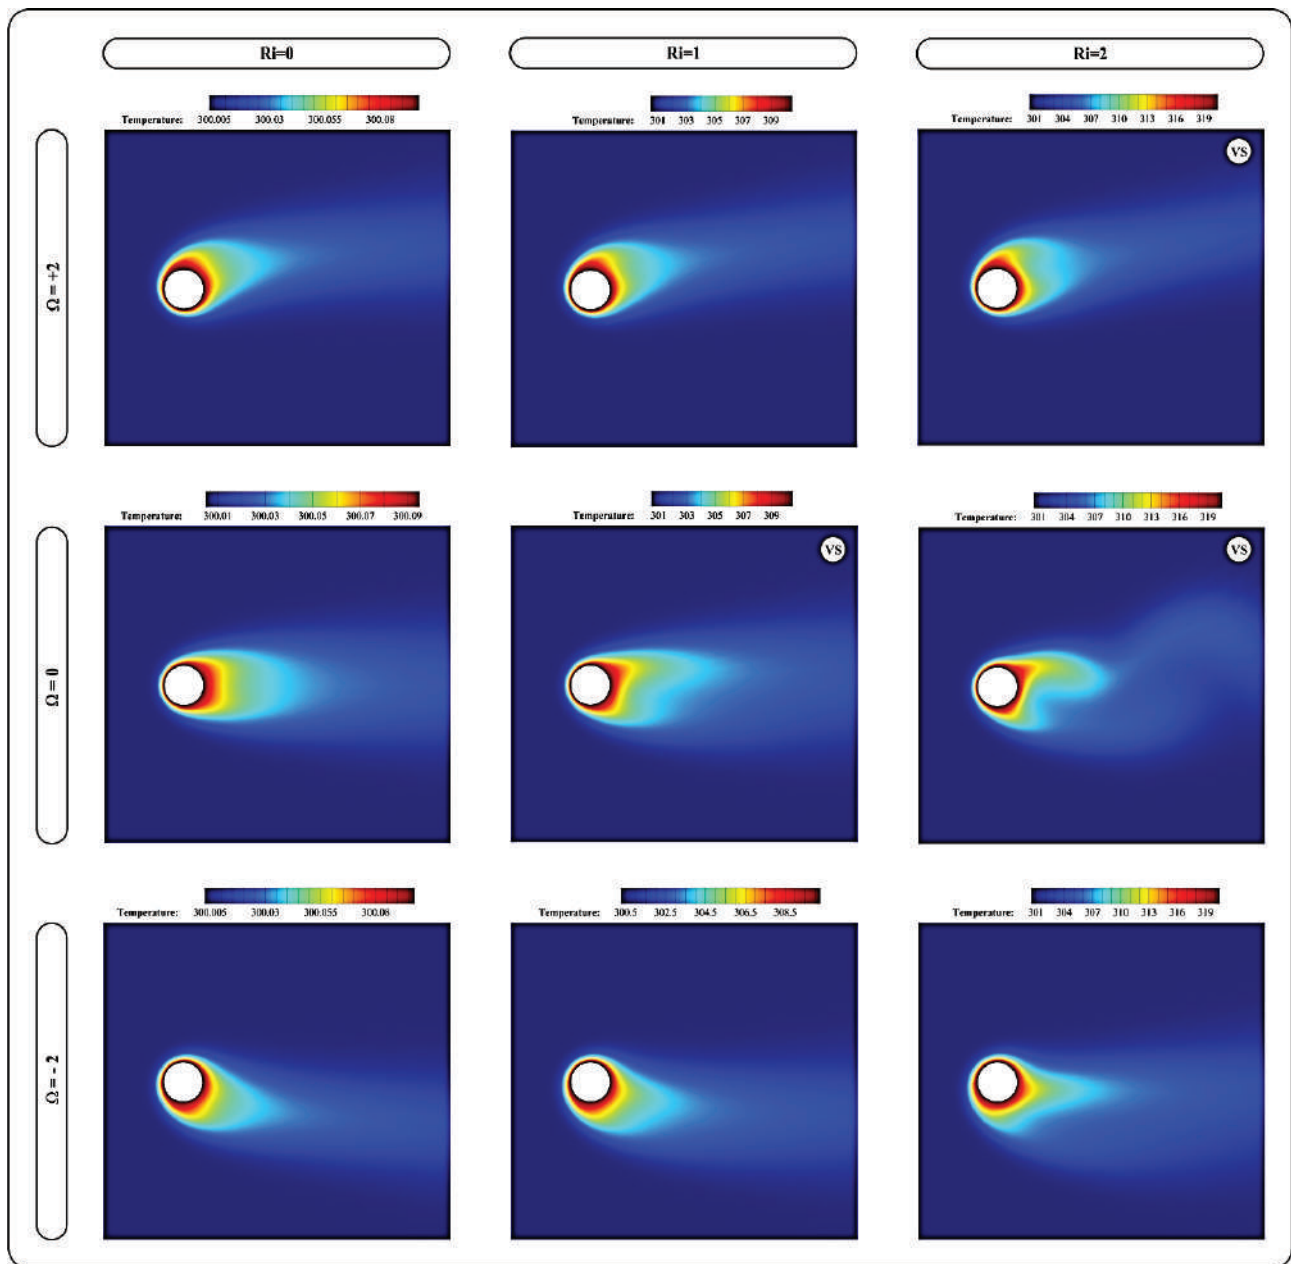 Ri=0 Ri=1 Ri=2
Temperature: 300.005 300.03 300.055 300.08
Temperature: 301 303 305 307 309
Temperature: 301 304 307 310 313 316 319
VS
Ω = +2
Temperature: 300.01 300.03 300.05 300.07 300.09
Temperature: 301 303 305 307 309
Temperature: 301 304 307 310 313 316 319
VS
VS
Ω = 0
Temperature: 300.005 300.03 300.055 300.08
Temperature: 300.5 302.5 304.5 306.5 308.5
Temperature: 301 304 307 310 313 316 319
Ω = - 2